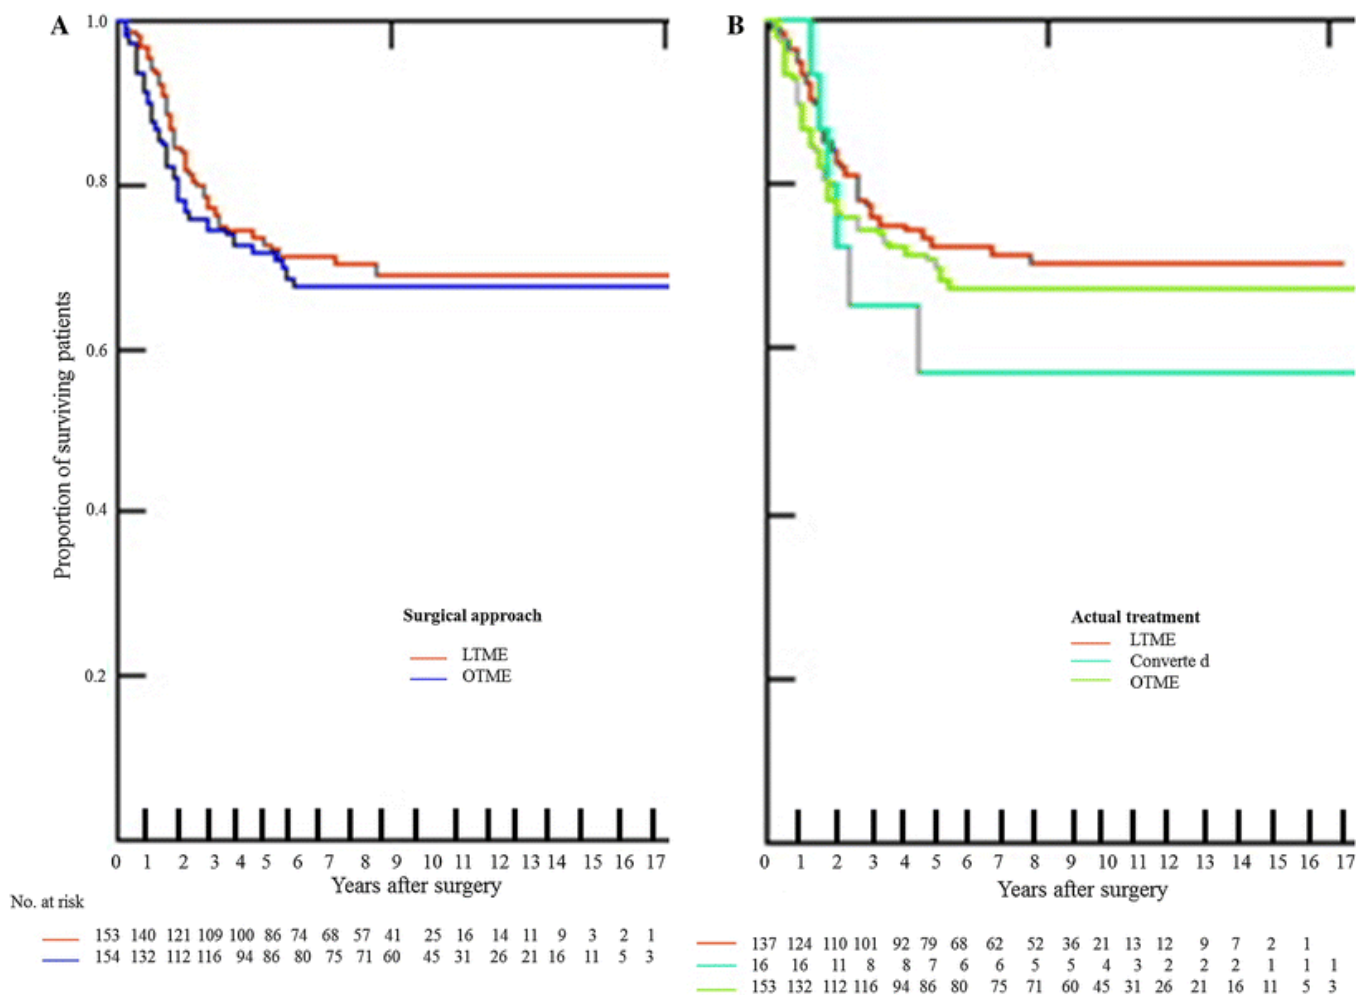 A
1.0
0.8
0.6
0.4
0.2
Proportion of surviving patients
Surgical approach
LTME
OTME
0 1 2 3 4 5 6 7 8 9 10 11 12 13 14 15 16 17
Years after surgery
No. at risk
153 140 121 109 100 86 74 68 57 41 25 16 14 11 9 3 2 1
154 132 112 116 94 86 80 75 71 60 45 31 26 21 16 11 5 3
B
Actual treatment
LTME
Converte d
OTME
0 1 2 3 4 5 6 7 8 9 10 11 12 13 14 15 16 17
Years after surgery
137 124 110 101 92 79 68 62 52 36 21 13 12 9 7 2 1
16 16 11 8 8 7 6 6 5 5 4 3 2 2 2 1 1 1
153 132 112 116 94 86 80 75 71 60 45 31 26 21 16 11 5 3